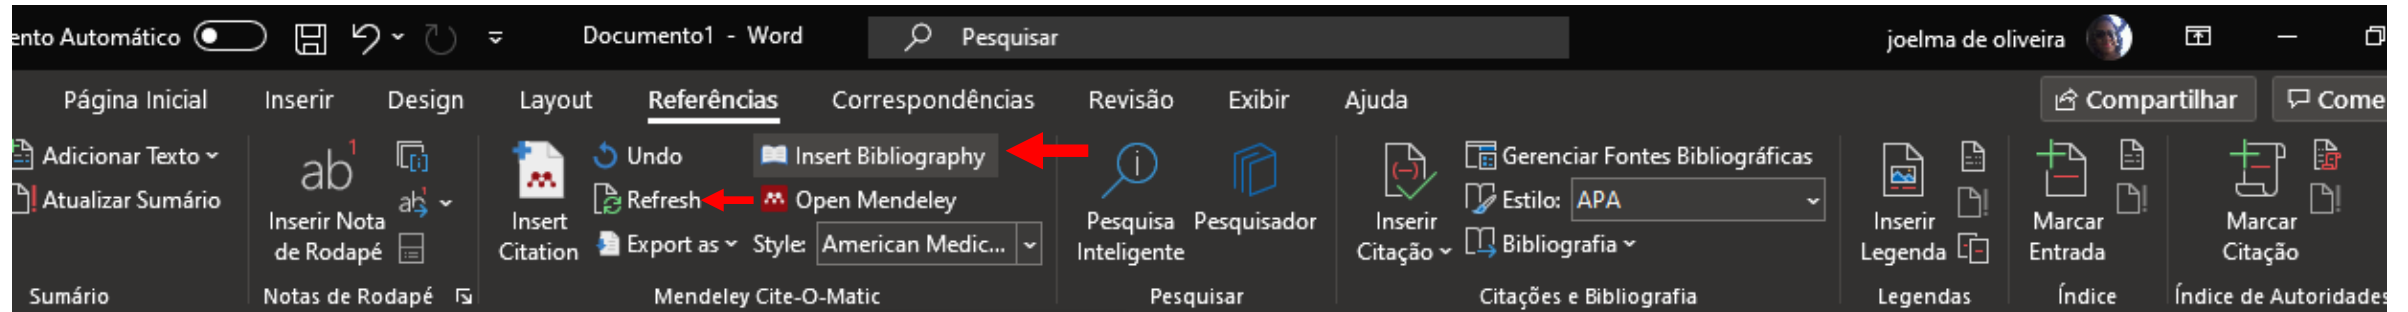 ento Automático
Documento1 - Word
Pesquisar
joelma de oliveira
Página Inicial
Inserir
Design
Layout
Referências
Correspondências
Revisão
Exibir
Ajuda
Compartilhar
Come
Adicionar Texto
Atualizar Sumário
Sumário
ab1
Inserir Nota
de Rodapé
ab1
Notas de Rodapé
Insert
Citation
Undo
Refresh
Export as
Insert Bibliography
Open Mendeley
Style: American Medic...
Mendeley Cite-O-Matic
Pesquisa
Inteligente
Pesquisador
Pesquisar
Inserir
Citação
Gerenciar Fontes Bibliográficas
Estilo: APA
Bibliografia
Citações e Bibliografia
Inserir
Legenda
Legendas
Marcar
Entrada
Índice
Marcar
Citação
Índice de Autoridades